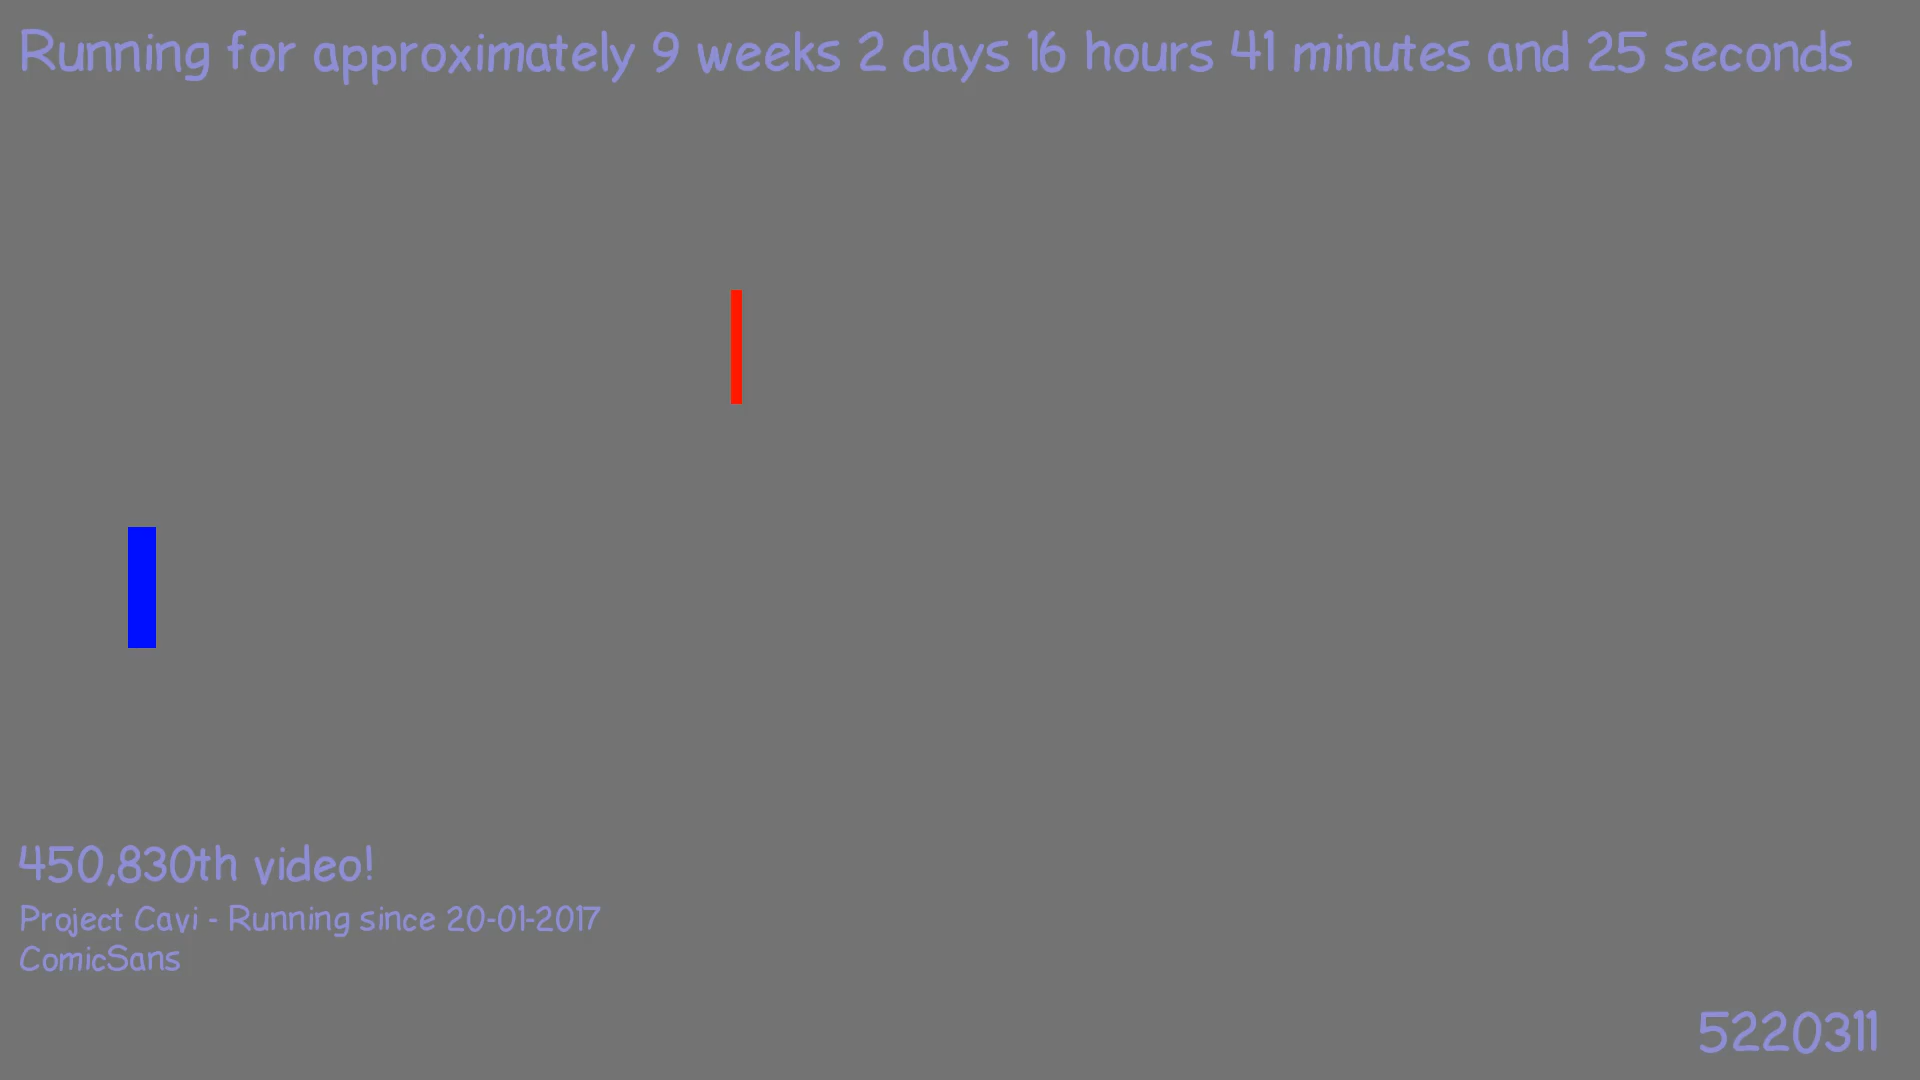 Running for approximately 9 weeks 2 days 16 hours 41 minutes and 25 seconds
450,830th video!
Project Cavi - Running since 20-01-2017
ComicSans
5220311